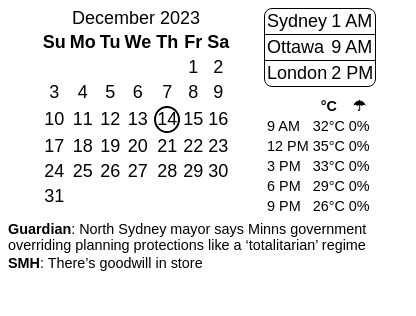 December 2023
Su Mo Tu We Th Fr Sa
1 2
3 4 5 6 7 8 9
10 11 12 13 14 15 16
17 18 19 20 21 22 23
24 25 26 27 28 29 30
31
Sydney 1 AM
Ottawa 9 AM
London 2 PM
°C ☂
9 AM 32°C 0%
12 PM 35°C 0%
3 PM 33°C 0%
6 PM 29°C 0%
9 PM 26°C 0%
Guardian: North Sydney mayor says Minns government
overriding planning protections like a ‘totalitarian’ regime
SMH: There’s goodwill in store